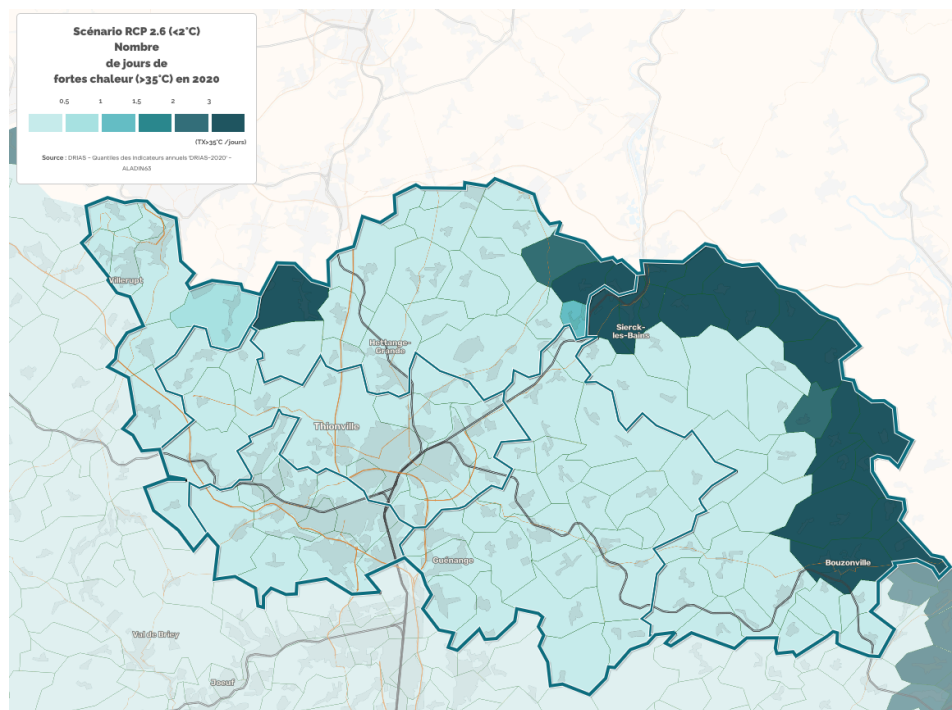 Scénario RCP 2.6 (<2°C)
Nombre
de jours de
fortes chaleur (>35°C) en 2020
0,5 1 1,5 2 3
(TX>35°C /jours)
Source : DRIAS - Quantiles des indicateurs annuels 'DRIAS-2020' -
ALADIN63
Villerupt
Sierck-
les-Bains
Hettange-
Grande
Thionville
Guénange
Bouzonville
Val de Briey
Joeuf